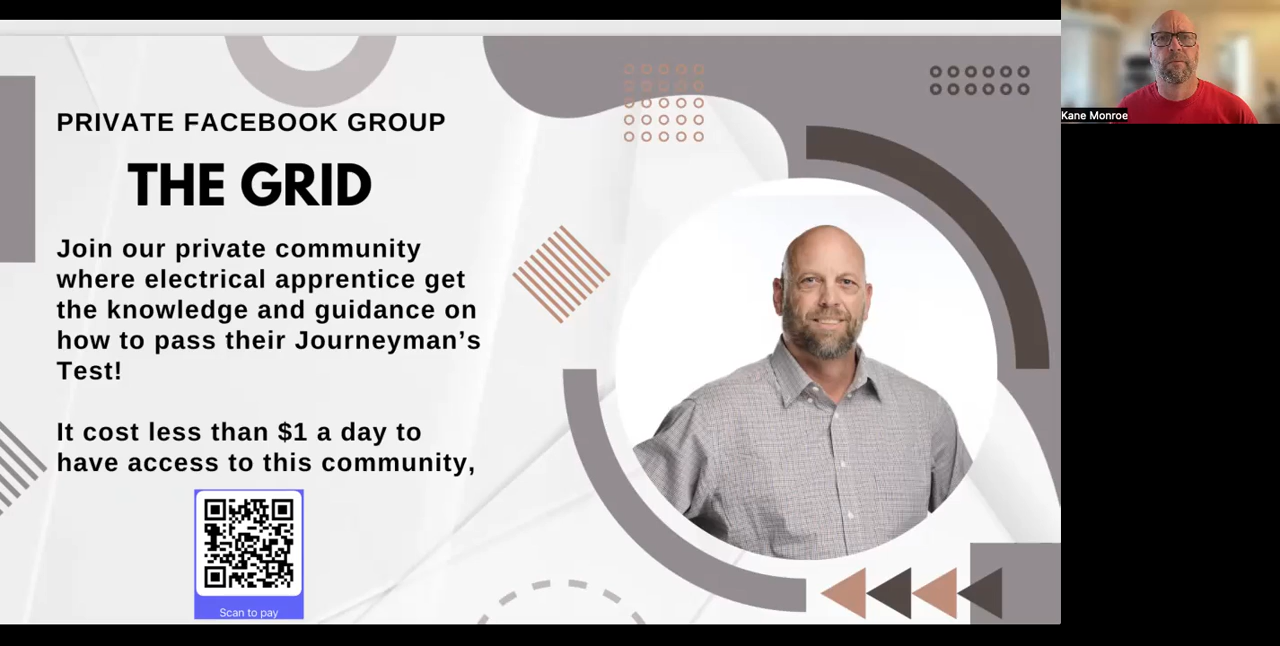 PRIVATE FACEBOOK GROUP
THE GRID
Join our private community
where electrical apprentice get
the knowledge and guidance on
how to pass their Journeyman’s
Test!
It cost less than $1 a day to
have access to this community,
Scan to pay
Kane Monroe